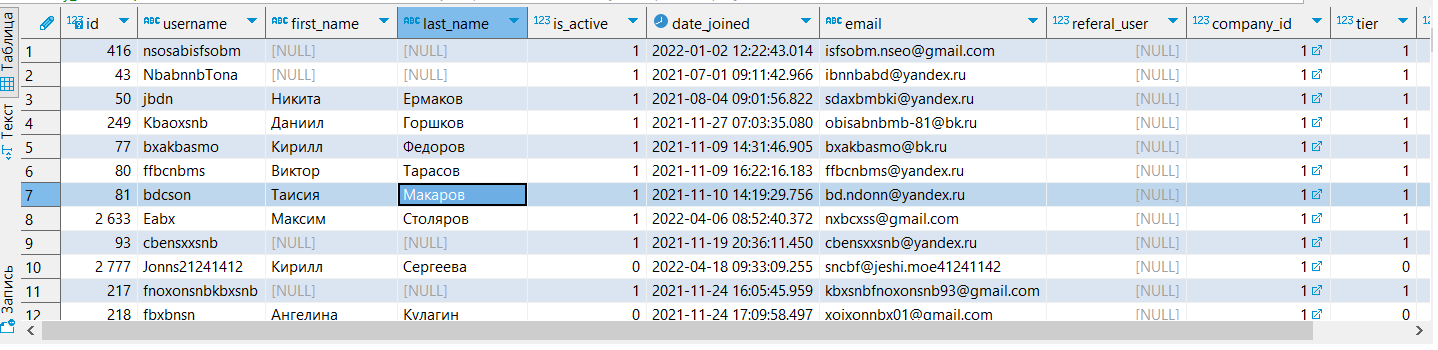 id username first_name last_name is_active date_joined email referal_user company_id tier
1 416 nsosabisfsobm [NULL] [NULL] 1 2022-01-02 12:22:43.014 isfsobm.nseo@gmail.com [NULL] 1 1
2 43 NbabnnbTona [NULL] [NULL] 1 2021-07-01 09:11:42.966 ibnnbabd@yandex.ru [NULL] 1 1
3 50 jbdn Никита Ермаков 1 2021-08-04 09:01:56.822 sdaxbmbki@yandex.ru [NULL] 1 1
4 249 Kbaoxsnb Даниил Горшков 1 2021-11-27 07:03:35.080 obisabnbmb-81@bk.ru [NULL] 1 1
5 77 bxakbasmo Кирилл Федоров 1 2021-11-09 14:31:46.905 bxakbasmo@bk.ru [NULL] 1 1
6 80 ffbcnbms Виктор Тарасов 1 2021-11-09 16:22:16.183 ffbcnbms@yandex.ru [NULL] 1 1
7 81 bdcson Таисия Макаров 1 2021-11-10 14:19:29.756 bd.ndonn@yandex.ru [NULL] 1 1
8 2 633 Eabx Максим Столяров 1 2022-04-06 08:52:40.372 nxbcxss@gmail.com [NULL] 1 1
9 93 cbensxxsnb [NULL] [NULL] 1 2021-11-19 20:36:11.450 cbensxxsnb@yandex.ru [NULL] 1 1
10 2 777 Jonns21241412 Кирилл Сергеева 0 2022-04-18 09:33:09.255 sncbf@jeshi.moe41241142 [NULL] 1 0
11 217 fnoxonsnbkbxsnb [NULL] [NULL] 1 2021-11-24 16:05:45.959 kbxsnbfnoxonsnb93@gmail.com [NULL] 1 1
12 218 fbxbnsn Ангелина Кулагин 0 2021-11-24 17:09:58.497 xoixonnbx01@gmail.com [NULL] 1 0
Таблица
Текст
Запись